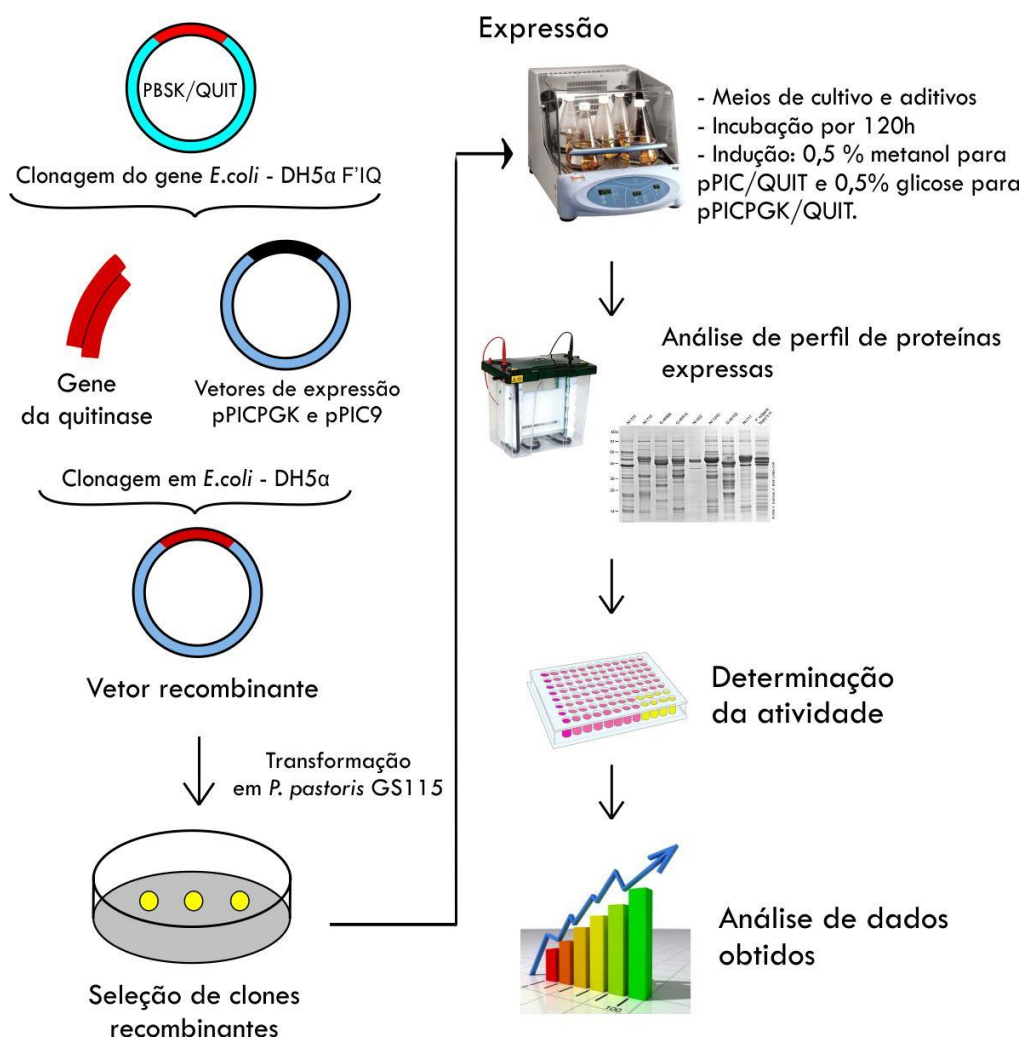 PBSK/QUIT
Clonagem do gene E.coli - DH5α F'IQ
Gene
da quitinase
Vetores de expressão
pPICPGK e pPIC9
Clonagem em E.coli - DH5α
Vetor recombinante
Transformação
em P. pastoris GS115
Seleção de clones
recombinantes
Expressão
- Meios de cultivo e aditivos
- Incubação por 120h
- Indução: 0,5 % metanol para
pPIC/QUIT e 0,5% glicose para
pPICPGK/QUIT.
Análise de perfil de proteínas
expressas
Determinação
da atividade
Análise de dados
obtidos
100